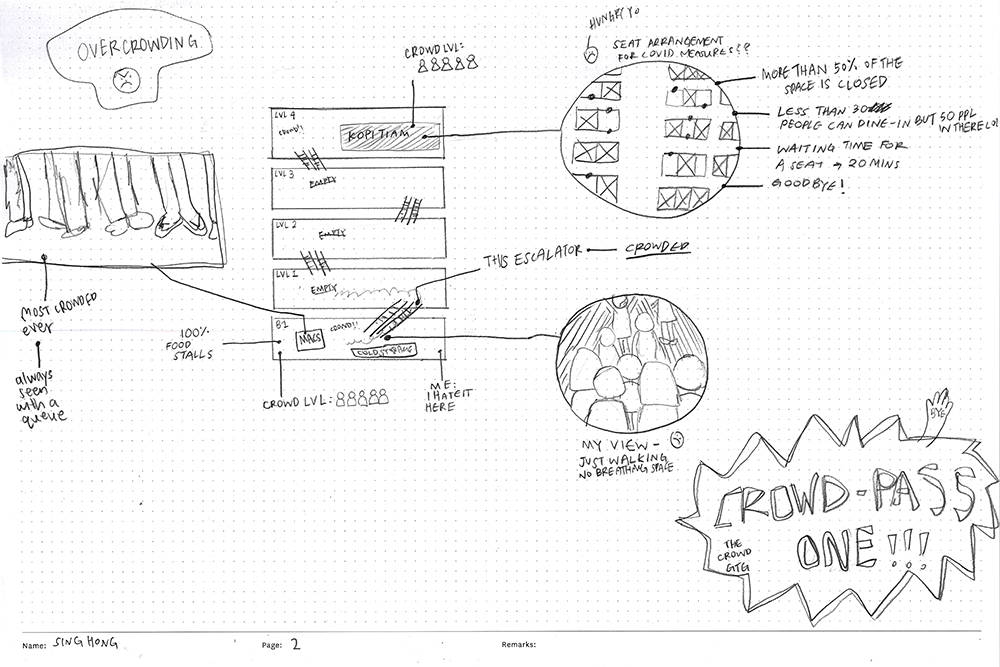 OVERCROWDING
HUNGRY YO
SEAT ARRANGEMENT
FOR COVID MEASURES??
CROWD LVL:
MORE THAN 50% OF THE
SPACE IS CLOSED
LESS THAN 30
PEOPLE CAN DINE-IN BUT 50 PPL
IN THERE LOL
WAITING TIME FOR
A SEAT → 20 MINS
GOODBYE!
LVL 4
CROWD!!
KOPITIAM
LVL 3
EMPTY
LVL 2
EMPTY
LVL 1
EMPTY
THIS ESCALATOR
CROWDED
B1
MACS
CROWD!!
COLD STORAGE
100%
FOOD
STALLS
CROWD LVL:
ME:
I HATE IT
HERE
MOST CROWDED
ever
always
seen
with a
queue
MY VIEW -
JUST WALKING
NO BREATHING SPACE
BYE
CROWD-PASS
ONE!!!
THE
CROWD
GTG
Name: SING HONG
Page: 2
Remarks: